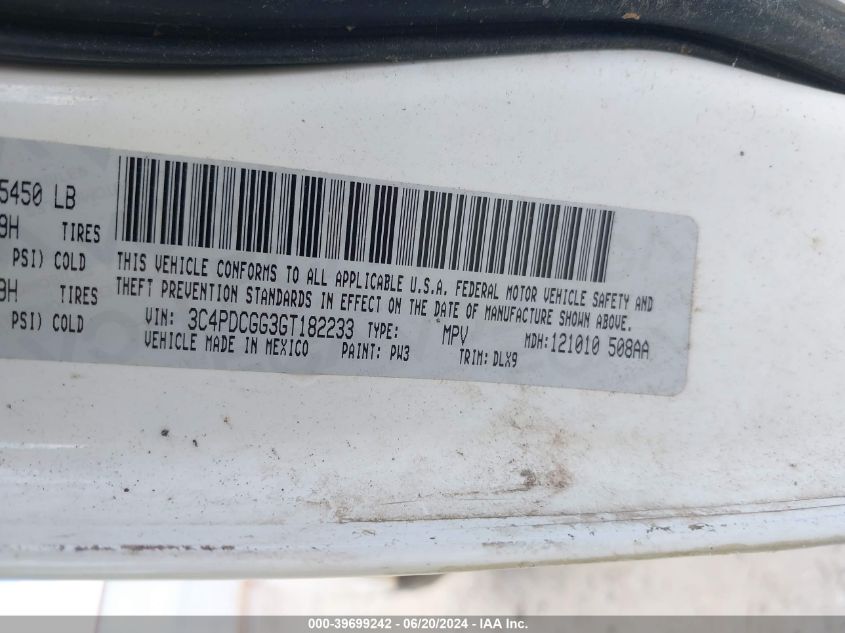 5450 LB
9H TIRES
PSI) COLD
9H TIRES
PSI) COLD
THIS VEHICLE CONFORMS TO ALL APPLICABLE U.S.A. FEDERAL MOTOR VEHICLE SAFETY AND
THEFT PREVENTION STANDARDS IN EFFECT ON THE DATE OF MANUFACTURE SHOWN ABOVE.
VIN: 3C4PDCGG3GT182233 TYPE: MPV MDH:121010 508AA
VEHICLE MADE IN MEXICO PAINT: PW3 TRIM: DLX9
000-39699242 / 06/20/2024 - IAA Inc.